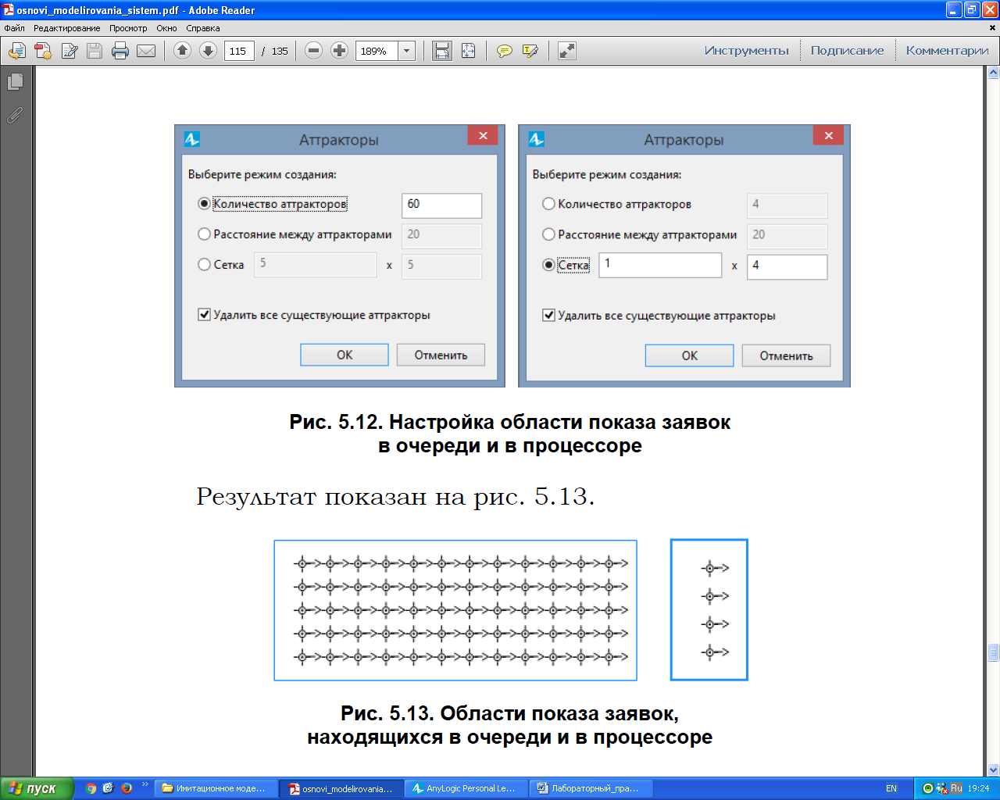 osnovi_modelirovania_sistem.pdf - Adobe Reader
Файл Редактирование Просмотр Окно Справка
115 / 135 189% Инструменты Подписание Комментарии
Аттракторы
Выберите режим создания:
Количество аттракторов 60
Расстояние между аттракторами 20
Сетка 5 x 5
Удалить все существующие аттракторы
ОК Отменить
Аттракторы
Выберите режим создания:
Количество аттракторов 4
Расстояние между аттракторами 20
Сетка 1 x 4
Удалить все существующие аттракторы
ОК Отменить
Рис. 5.12. Настройка области показа заявок
в очереди и в процессоре
Результат показан на рис. 5.13.
Рис. 5.13. Области показа заявок,
находящихся в очереди и в процессоре
пуск » Имитационное моде... osnovi_modelirovania... AnyLogic Personal Le... Лабораторный_пра... EN Ru 19:24